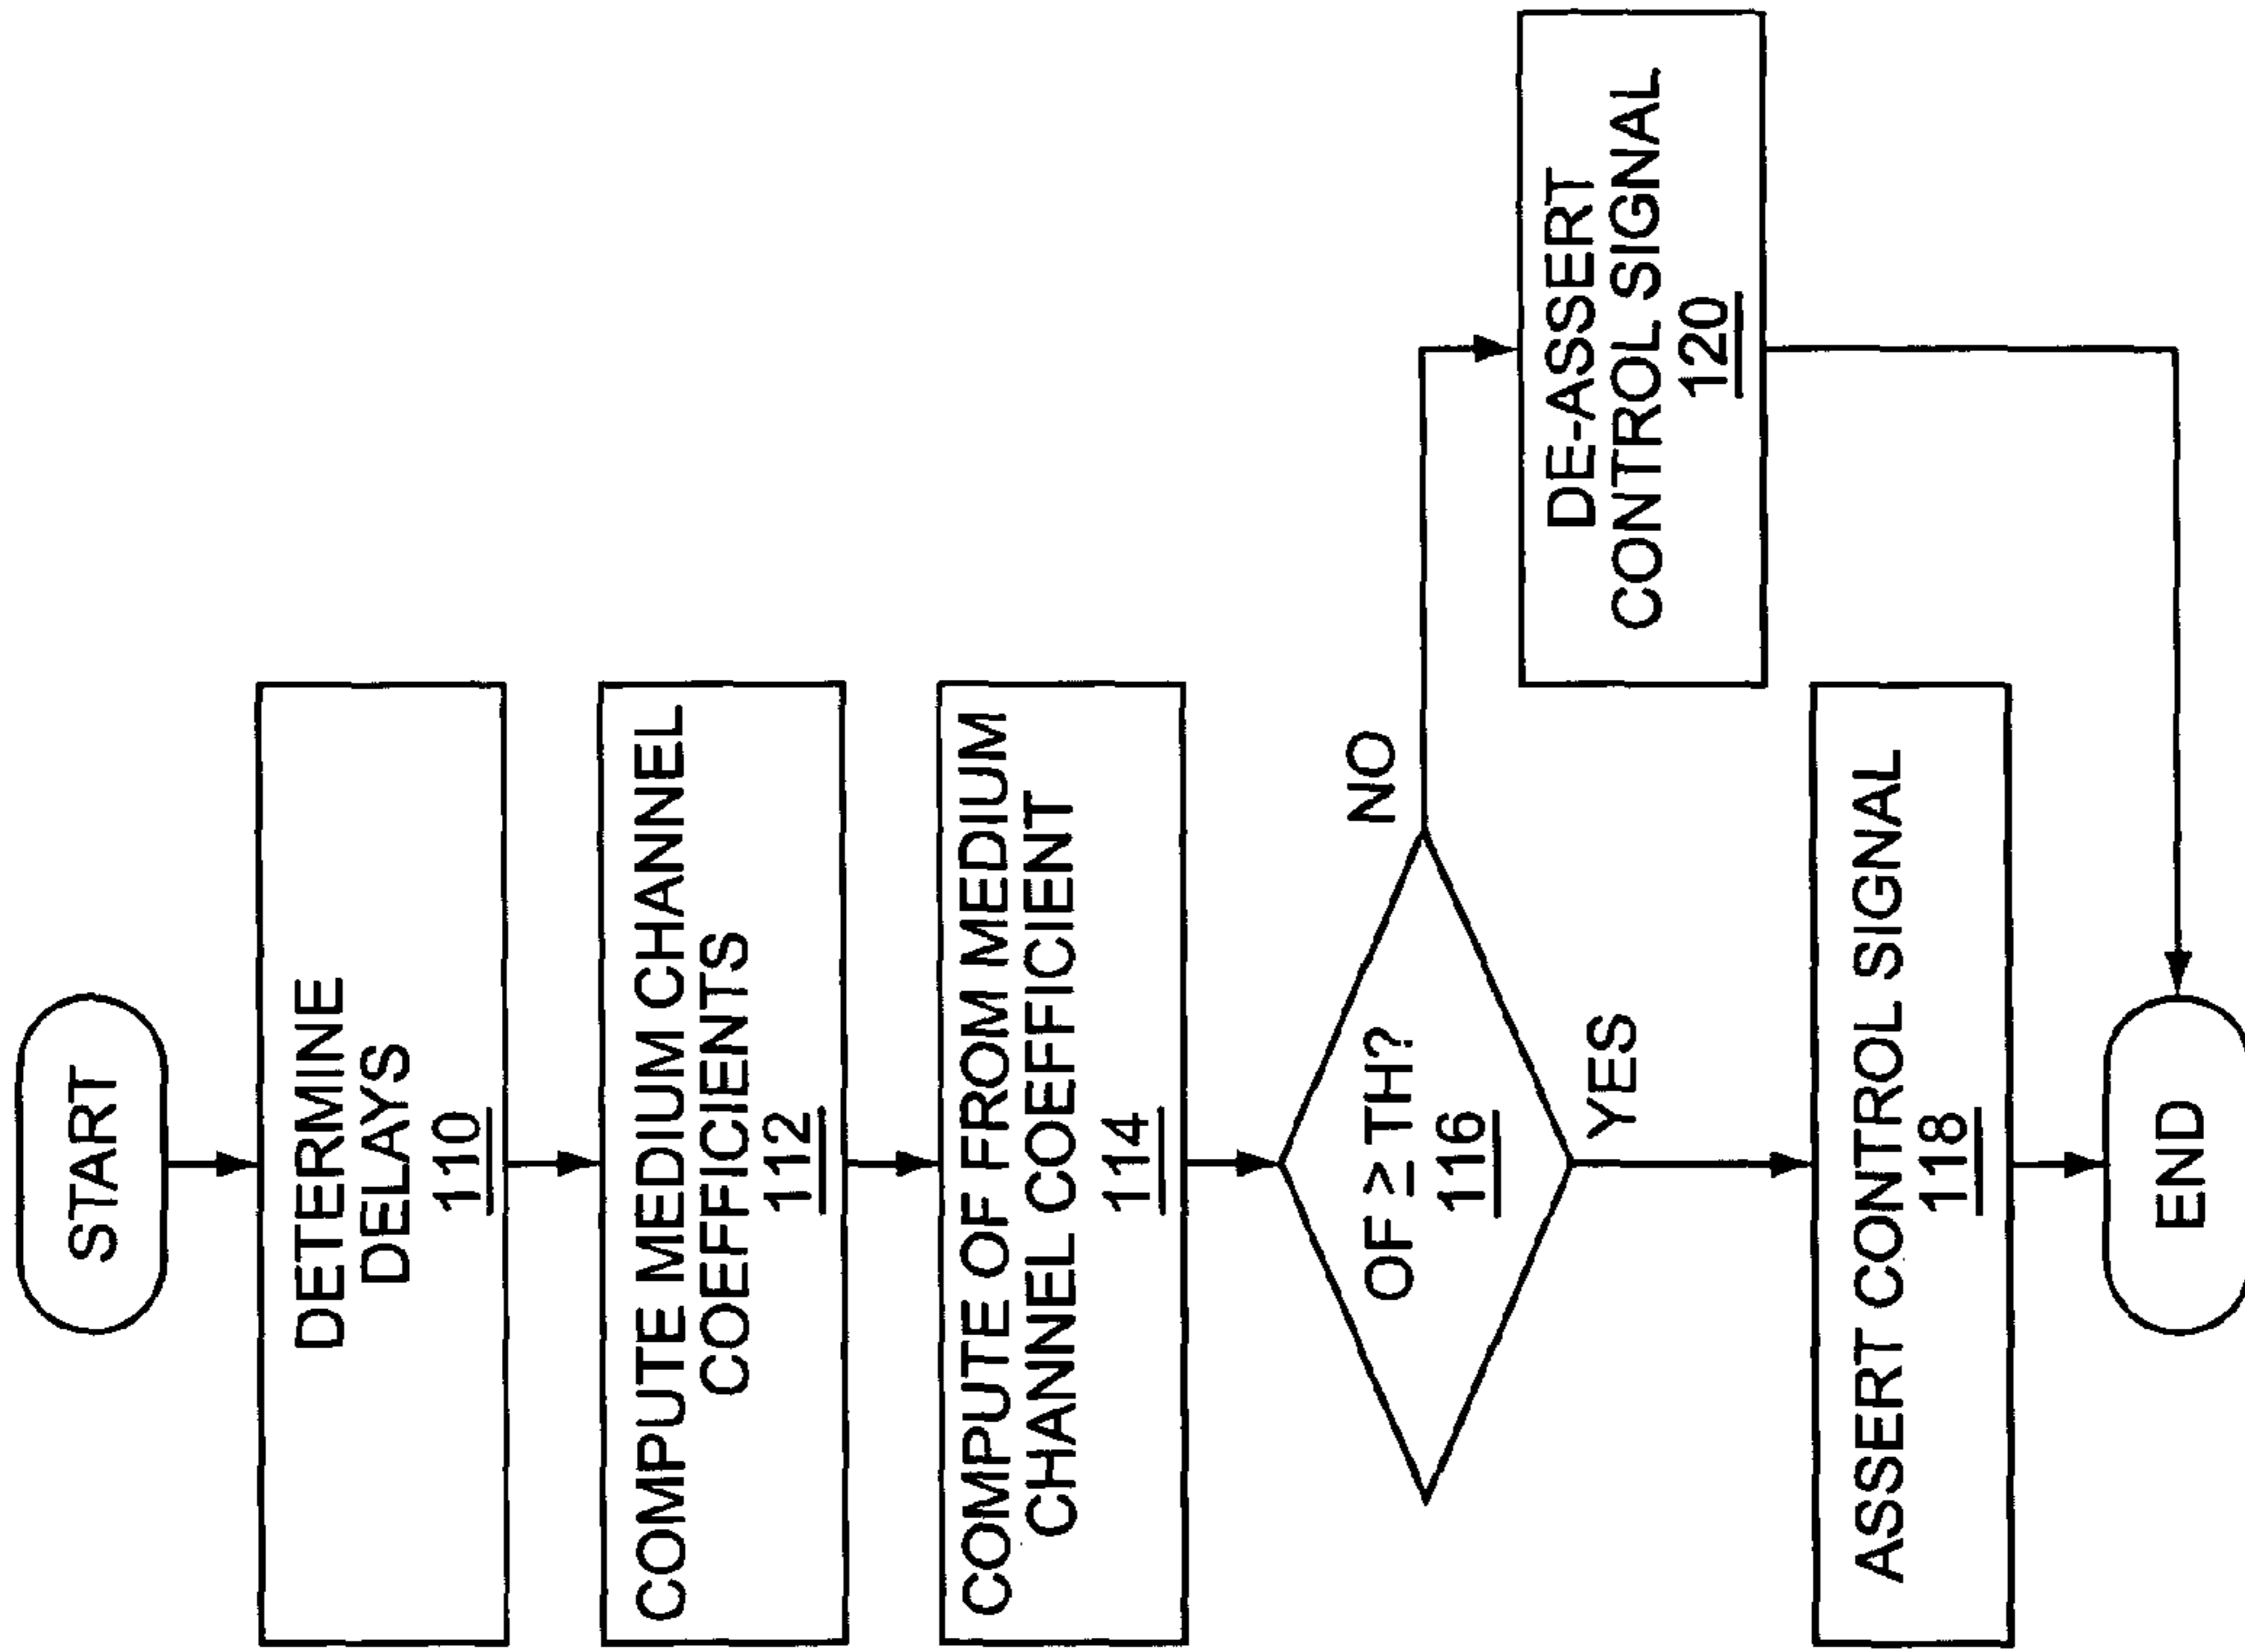 START
DETERMINE
DELAYS
110
COMPUTE MEDIUM CHANNEL
COEFFICIENTS
112
COMPUTE OF FROM MEDIUM
CHANNEL COEFFICIENT
114
OF ≥ TH?
116
NO
YES
DE-ASSERT
CONTROL SIGNAL
120
ASSERT CONTROL SIGNAL
118
END